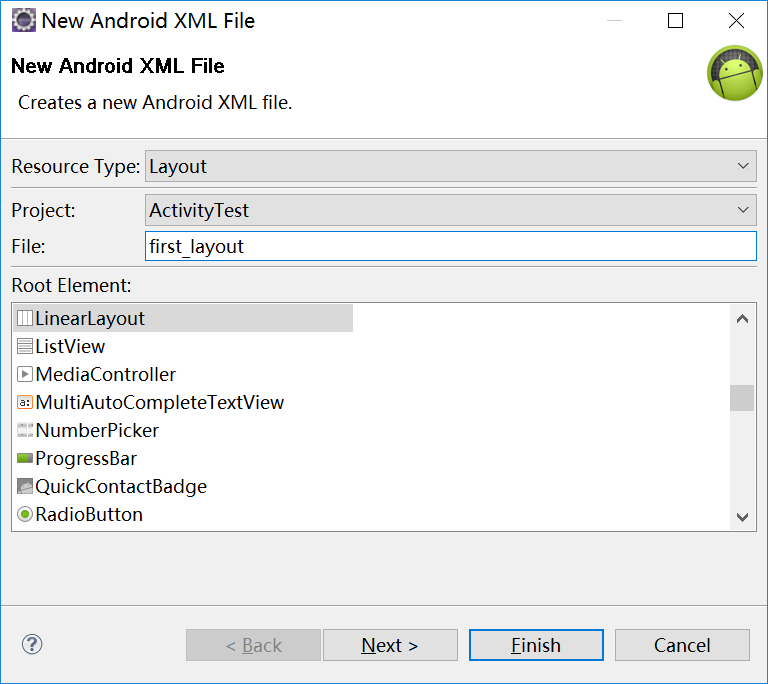 New Android XML File
New Android XML File
Creates a new Android XML file.
Resource Type: Layout
Project: ActivityTest
File: first_layout
Root Element:
LinearLayout
ListView
MediaController
a: MultiAutoCompleteTextView
NumberPicker
ProgressBar
QuickContactBadge
RadioButton
? < Back Next > Finish Cancel